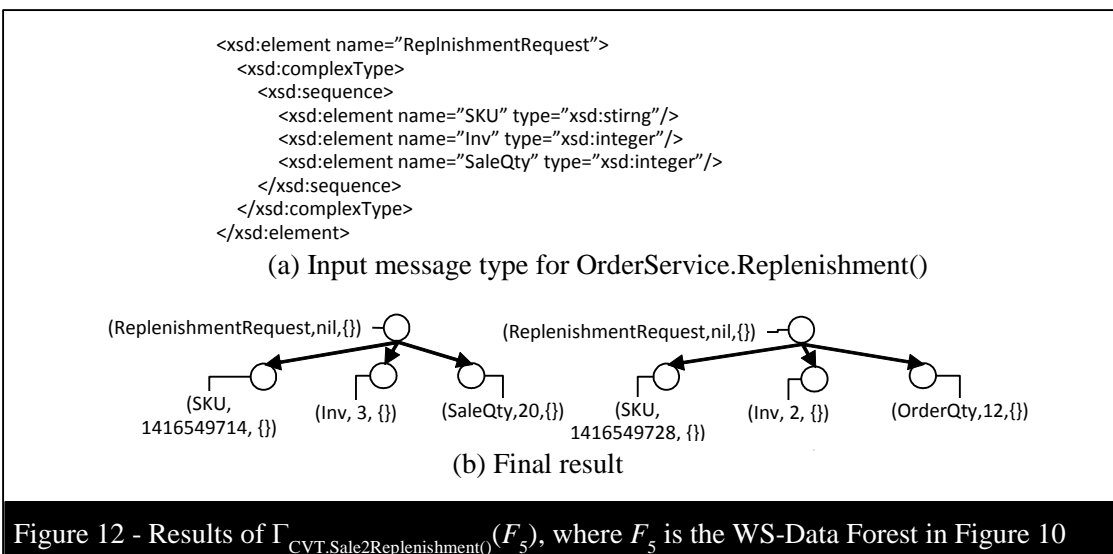 <xsd:element name=”ReplnishmentRequest”>
<xsd:complexType>
<xsd:sequence>
<xsd:element name=”SKU” type=”xsd:stirng”/>
<xsd:element name=”Inv” type=”xsd:integer”/>
<xsd:element name=”SaleQty” type=”xsd:integer”/>
</xsd:sequence>
</xsd:complexType>
</xsd:element>
(a) Input message type for OrderService.Replenishment()
(ReplenishmentRequest,nil,{})
(SKU,
1416549714, {})
(Inv, 3, {})
(SaleQty,20,{})
(ReplenishmentRequest,nil,{})
(SKU,
1416549728, {})
(Inv, 2, {})
(OrderQty,12,{})
(b) Final result
Figure 12 - Results of Γ_CVT.Sale2Replenishment()(F_5), where F_5 is the WS-Data Forest in Figure 10